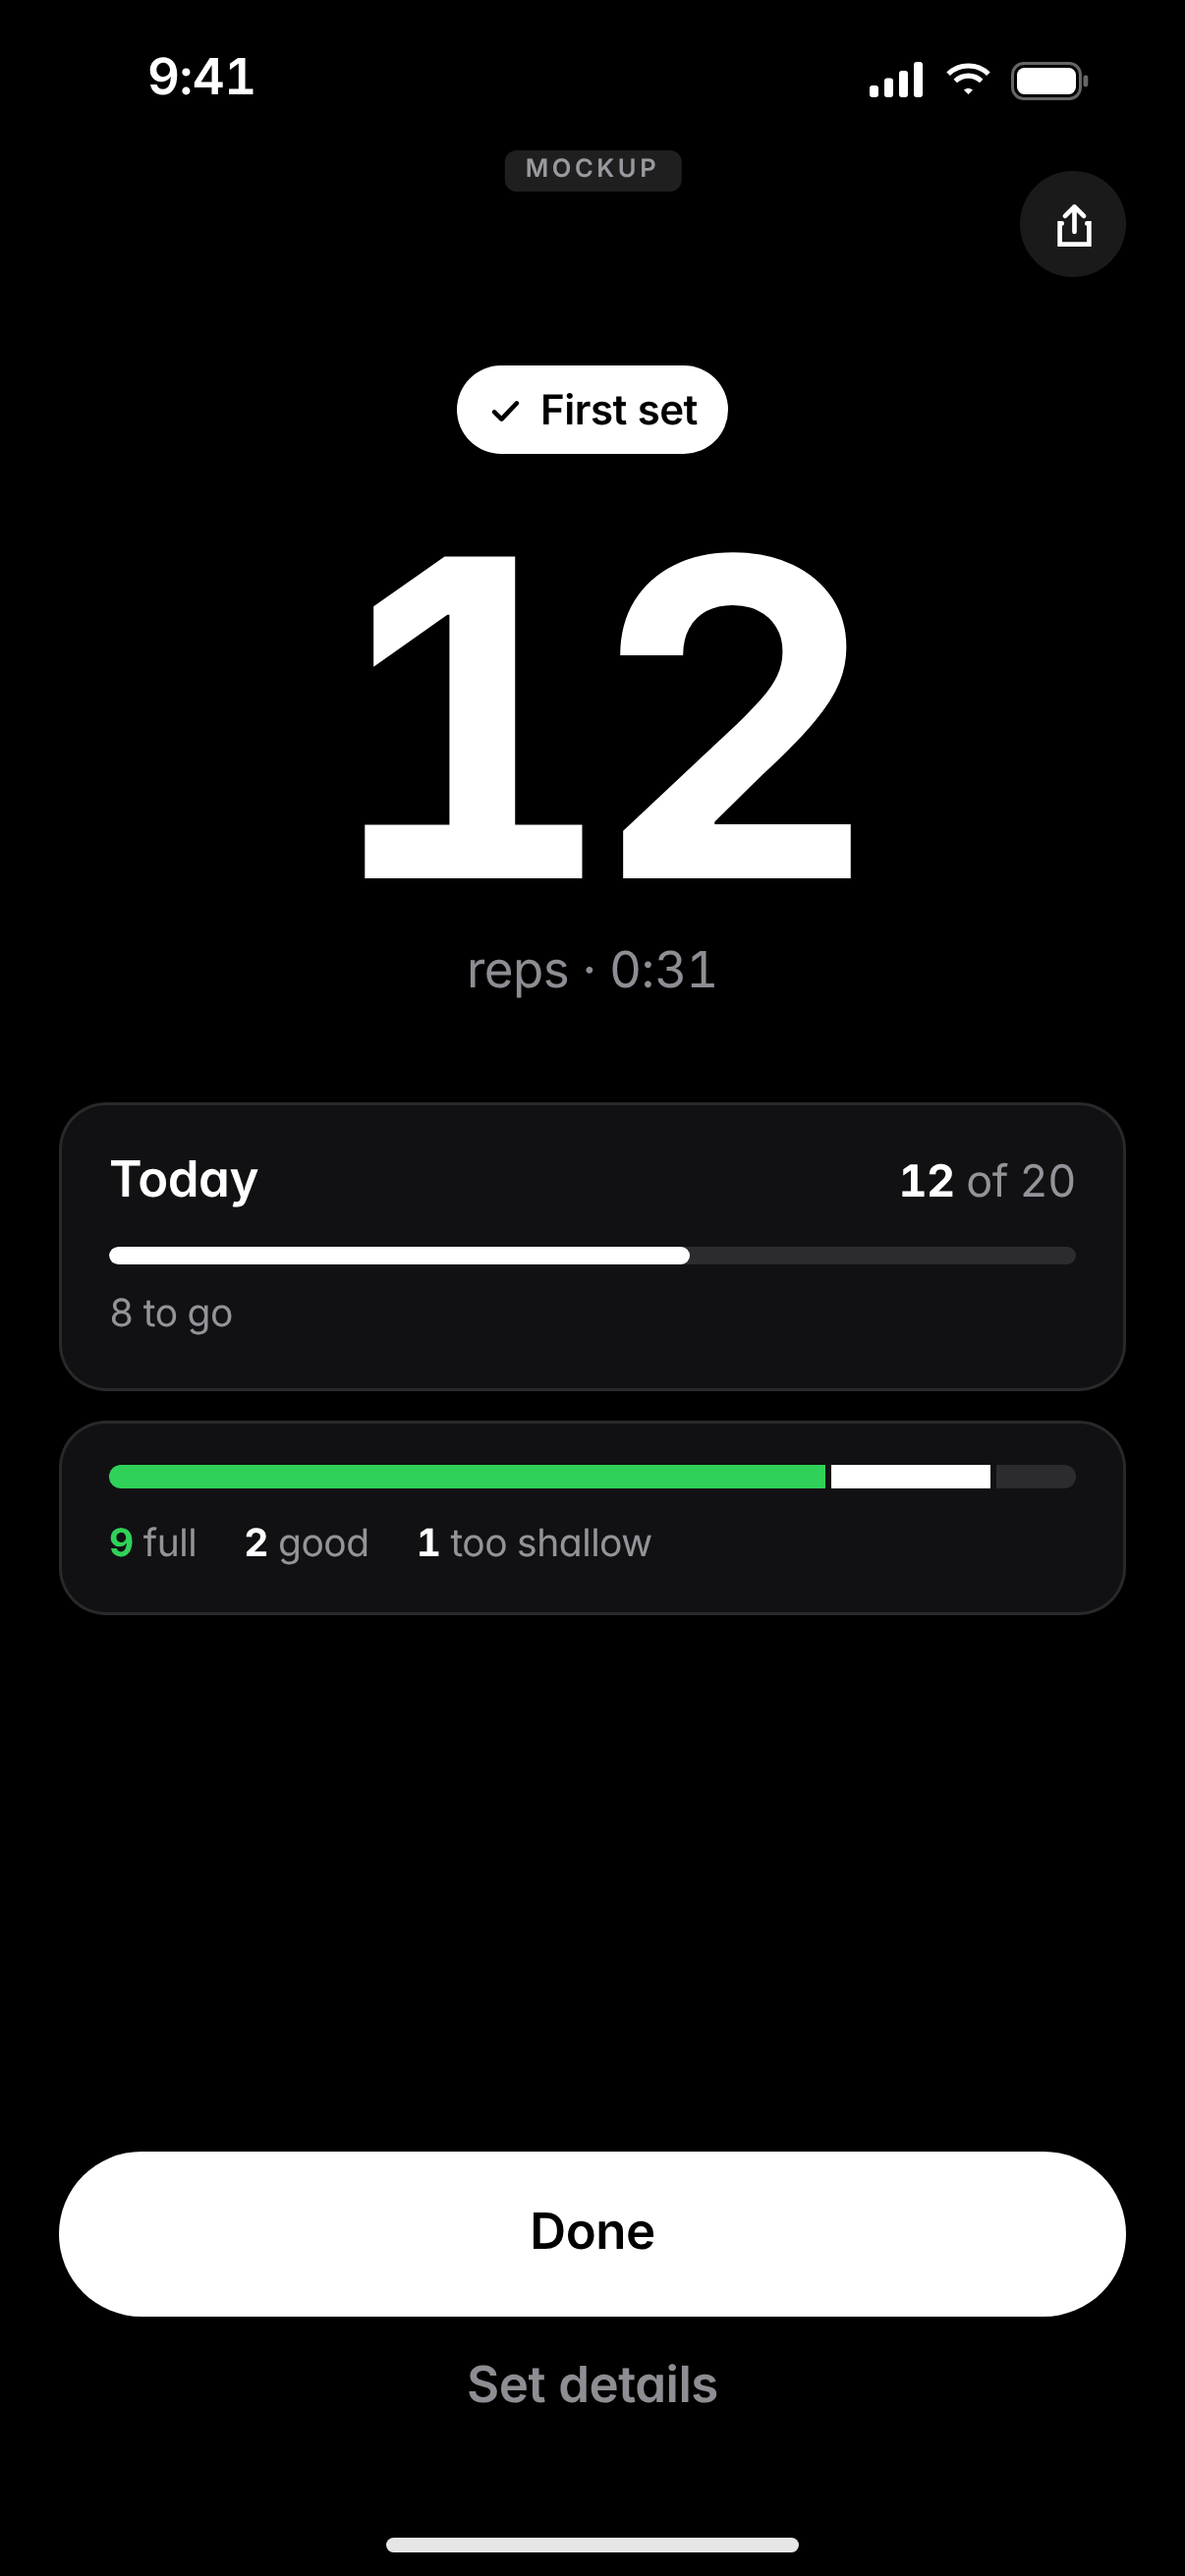 9:41
MOCKUP
First set
12
reps · 0:31
Today 12 of 20
8 to go
9 full 2 good 1 too shallow
Done
Set details